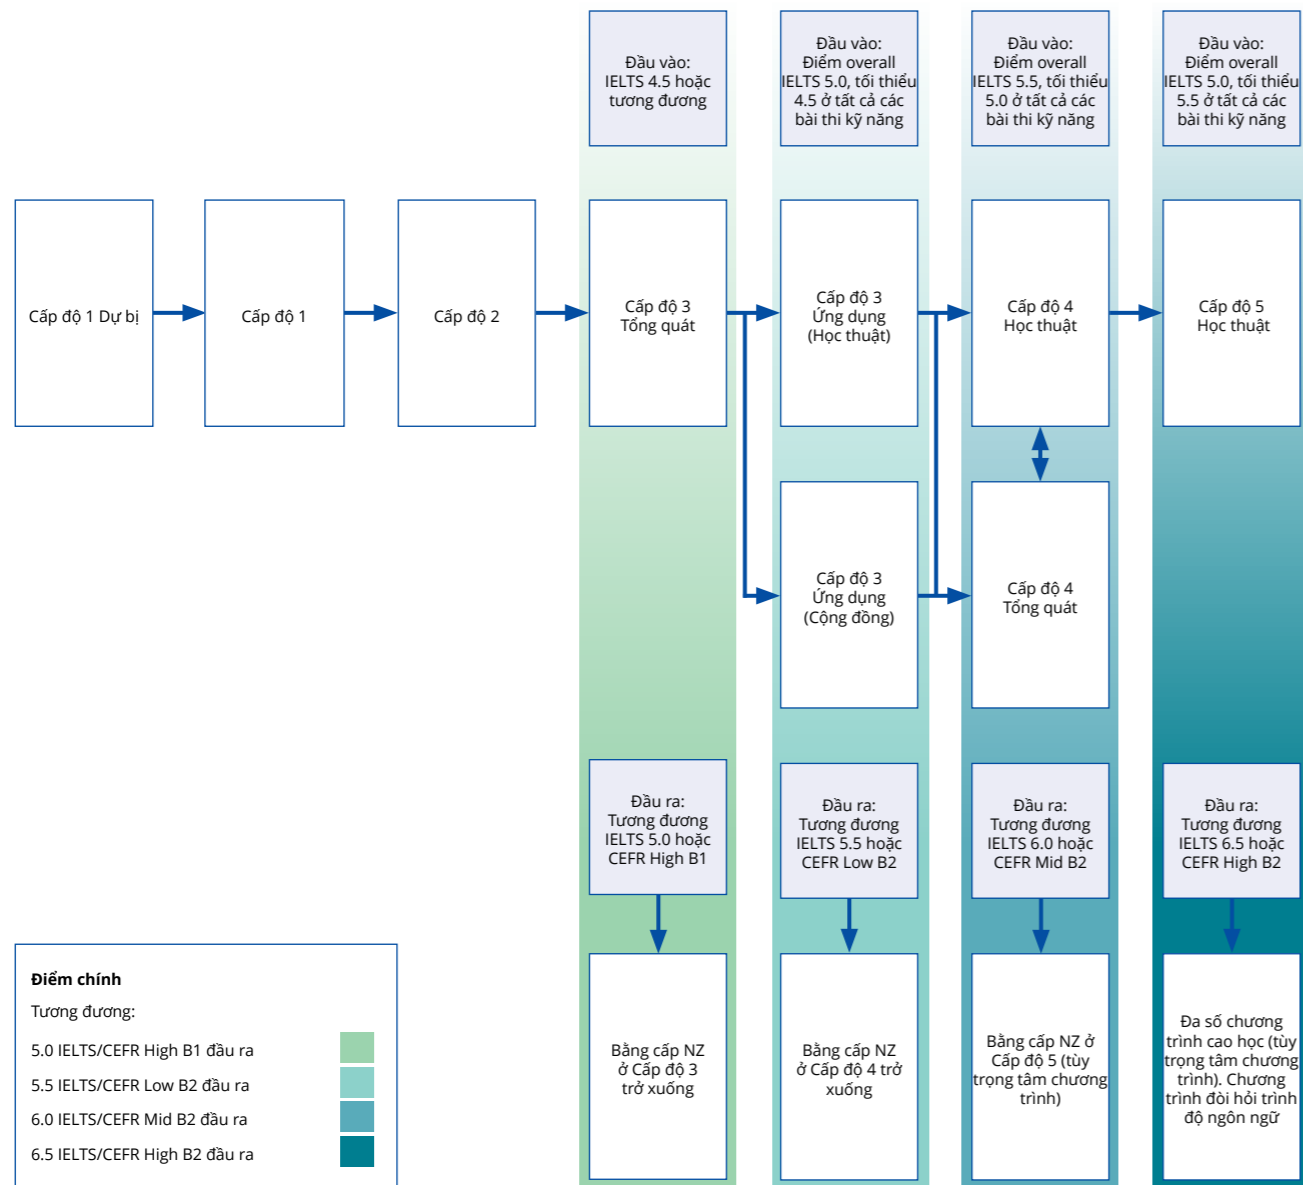 Đầu vào:
IELTS 4.5 hoặc
tương đương
Đầu vào:
Điểm overall
IELTS 5.0, tối thiểu
4.5 ở tất cả các
bài thi kỹ năng
Đầu vào:
Điểm overall
IELTS 5.5, tối thiểu
5.0 ở tất cả các
bài thi kỹ năng
Đầu vào:
Điểm overall
IELTS 5.0, tối thiểu
5.5 ở tất cả các
bài thi kỹ năng
Cấp độ 1 Dự bị
Cấp độ 1
Cấp độ 2
Cấp độ 3
Tổng quát
Cấp độ 3
Ứng dụng
(Học thuật)
Cấp độ 4
Học thuật
Cấp độ 5
Học thuật
Cấp độ 3
Ứng dụng
(Cộng đồng)
Cấp độ 4
Tổng quát
Đầu ra:
Tương đương
IELTS 5.0 hoặc
CEFR High B1
Đầu ra:
Tương đương
IELTS 5.5 hoặc
CEFR Low B2
Đầu ra:
Tương đương
IELTS 6.0 hoặc
CEFR Mid B2
Đầu ra:
Tương đương
IELTS 6.5 hoặc
CEFR High B2
Bằng cấp NZ
ở Cấp độ 3
trở xuống
Bằng cấp NZ
ở Cấp độ 4 trở
xuống
Bằng cấp NZ ở
Cấp độ 5 (tùy
trọng tâm chương
trình)
Đa số chương
trình cao học (tùy
trọng tâm chương
trình). Chương
trình đòi hỏi trình
độ ngôn ngữ
Điểm chính
Tương đương:
5.0 IELTS/CEFR High B1 đầu ra
5.5 IELTS/CEFR Low B2 đầu ra
6.0 IELTS/CEFR Mid B2 đầu ra
6.5 IELTS/CEFR High B2 đầu ra